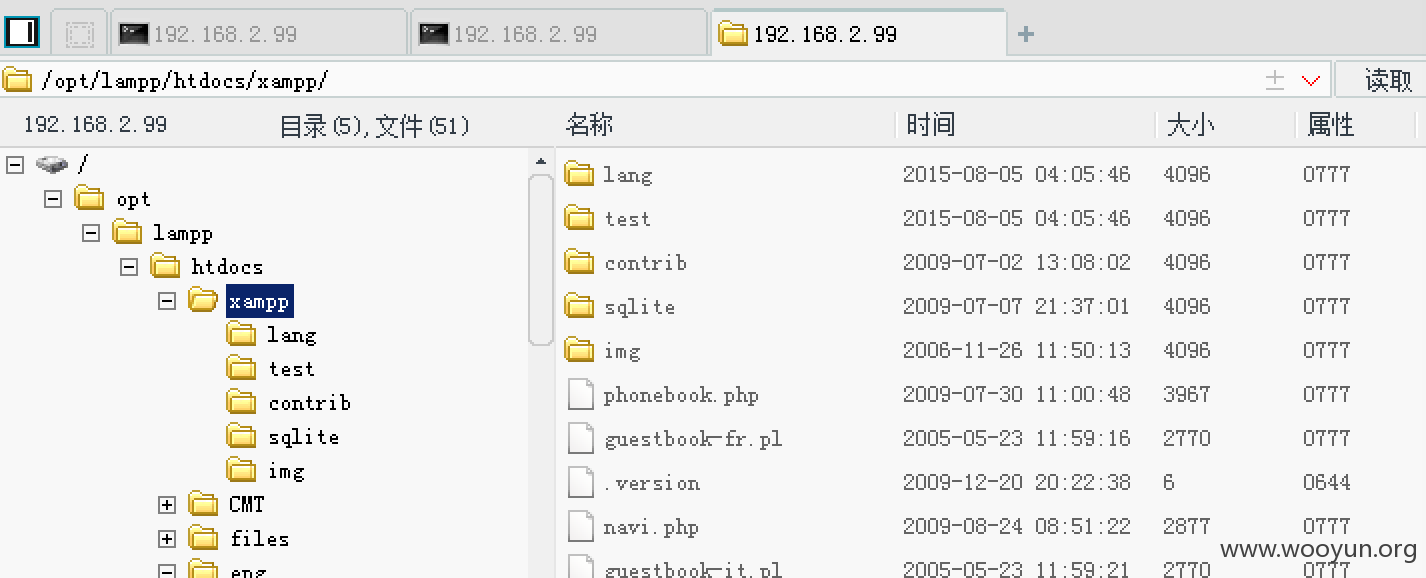 192.168.2.99 192.168.2.99 192.168.2.99 +
/opt/lampp/htdocs/xampp/ 读取
192.168.2.99 目录(5),文件(51) 名称 时间 大小 属性
/
opt
lampp
htdocs
xampp
lang
test
contrib
sqlite
img
CMT
files
eng
lang 2015-08-05 04:05:46 4096 0777
test 2015-08-05 04:05:46 4096 0777
contrib 2009-07-02 13:08:02 4096 0777
sqlite 2009-07-07 21:37:01 4096 0777
img 2006-11-26 11:50:13 4096 0777
phonebook.php 2009-07-30 11:00:48 3967 0777
guestbook-fr.pl 2005-05-23 11:59:16 2770 0777
.version 2009-12-20 20:22:38 6 0644
navi.php 2009-08-24 08:51:22 2877 0777
guestbook-it.pl 2005-05-23 11:59:21 2770 0777
www.wooyun.org